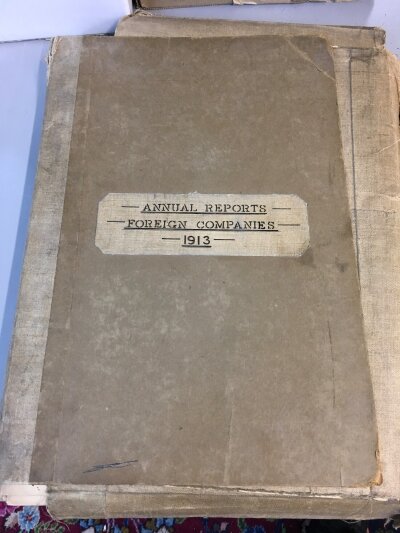 — ANNUAL REPORTS —
— FOREIGN COMPANIES —
— 1913 —